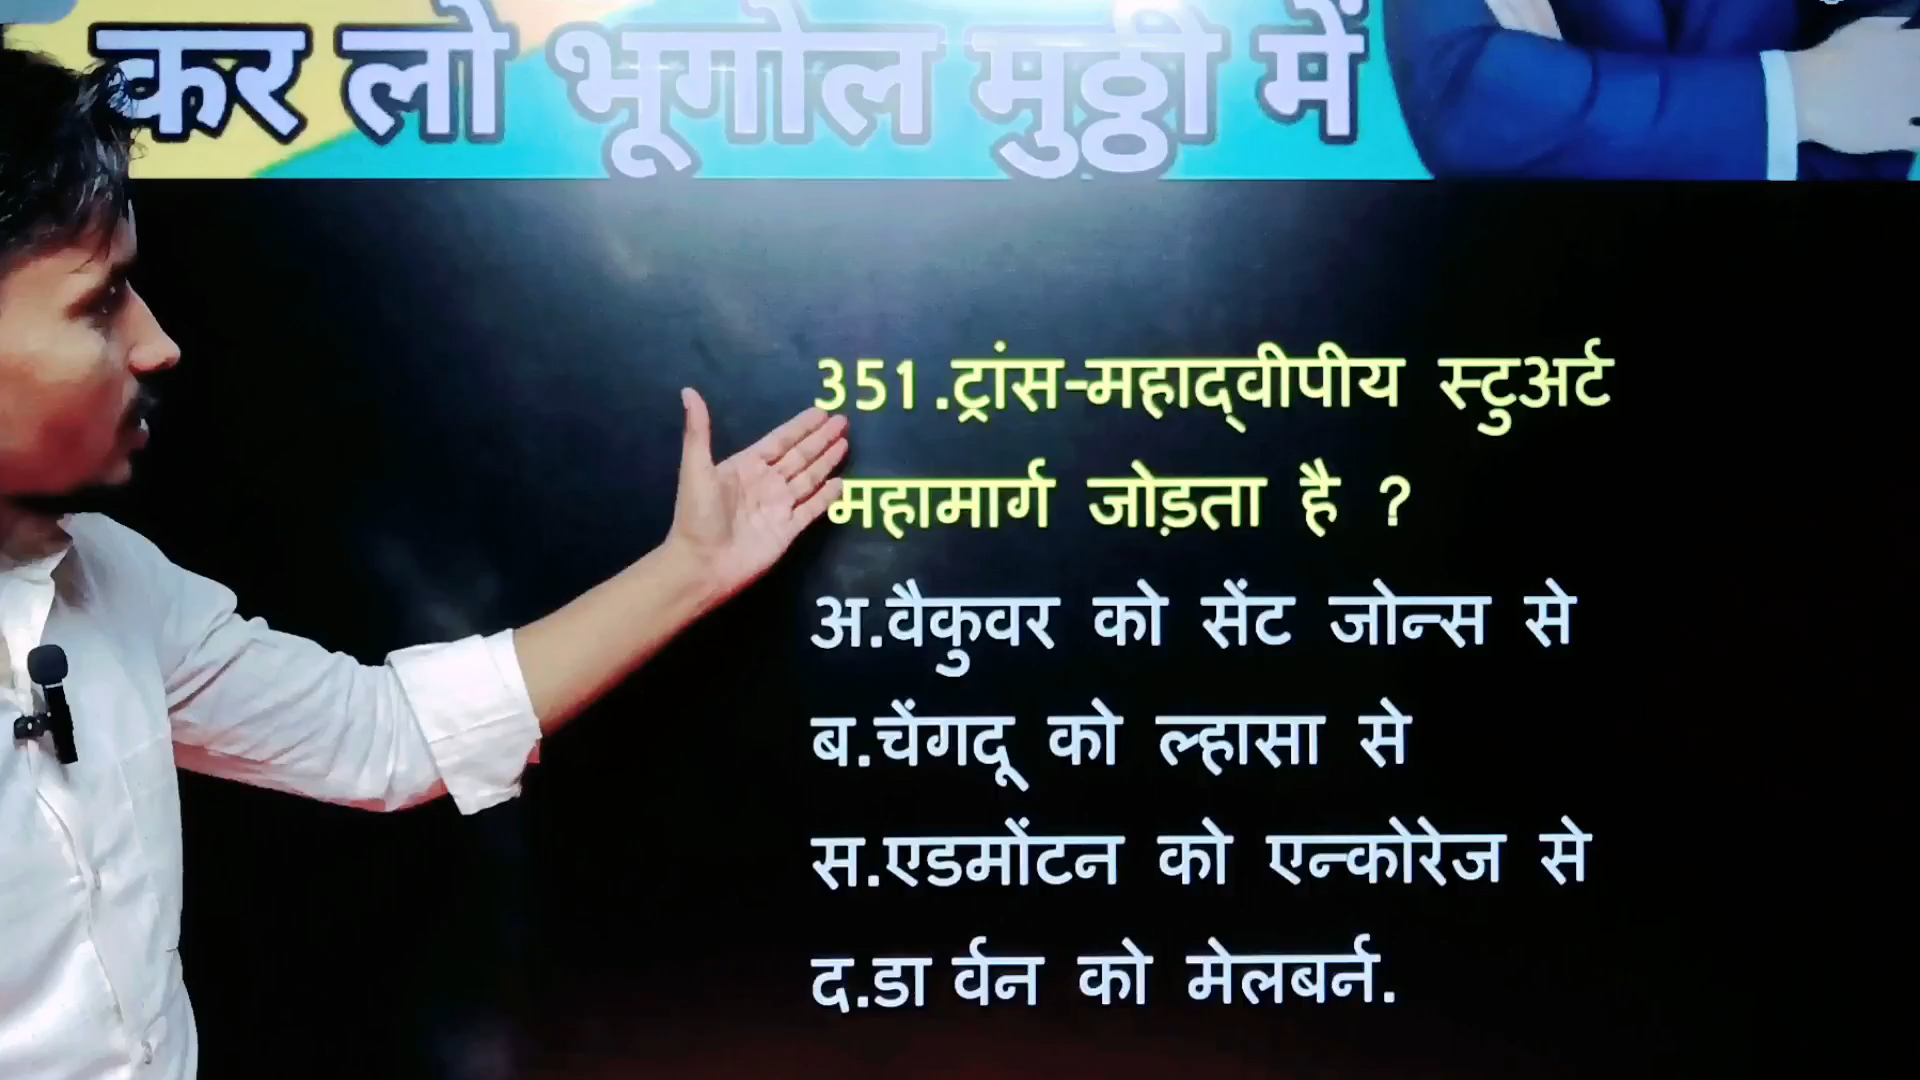 कर लो भूगोल मुठ्ठी में
351.ट्रांस-महाद्वीपीय स्टुअर्ट
महामार्ग जोड़ता है ?
अ.वैकुवर को सेंट जोन्स से
ब.चेंगदू को ल्हासा से
स.एडमोंटन को एन्कोरेज से
द.डा र्वन को मेलबर्न.